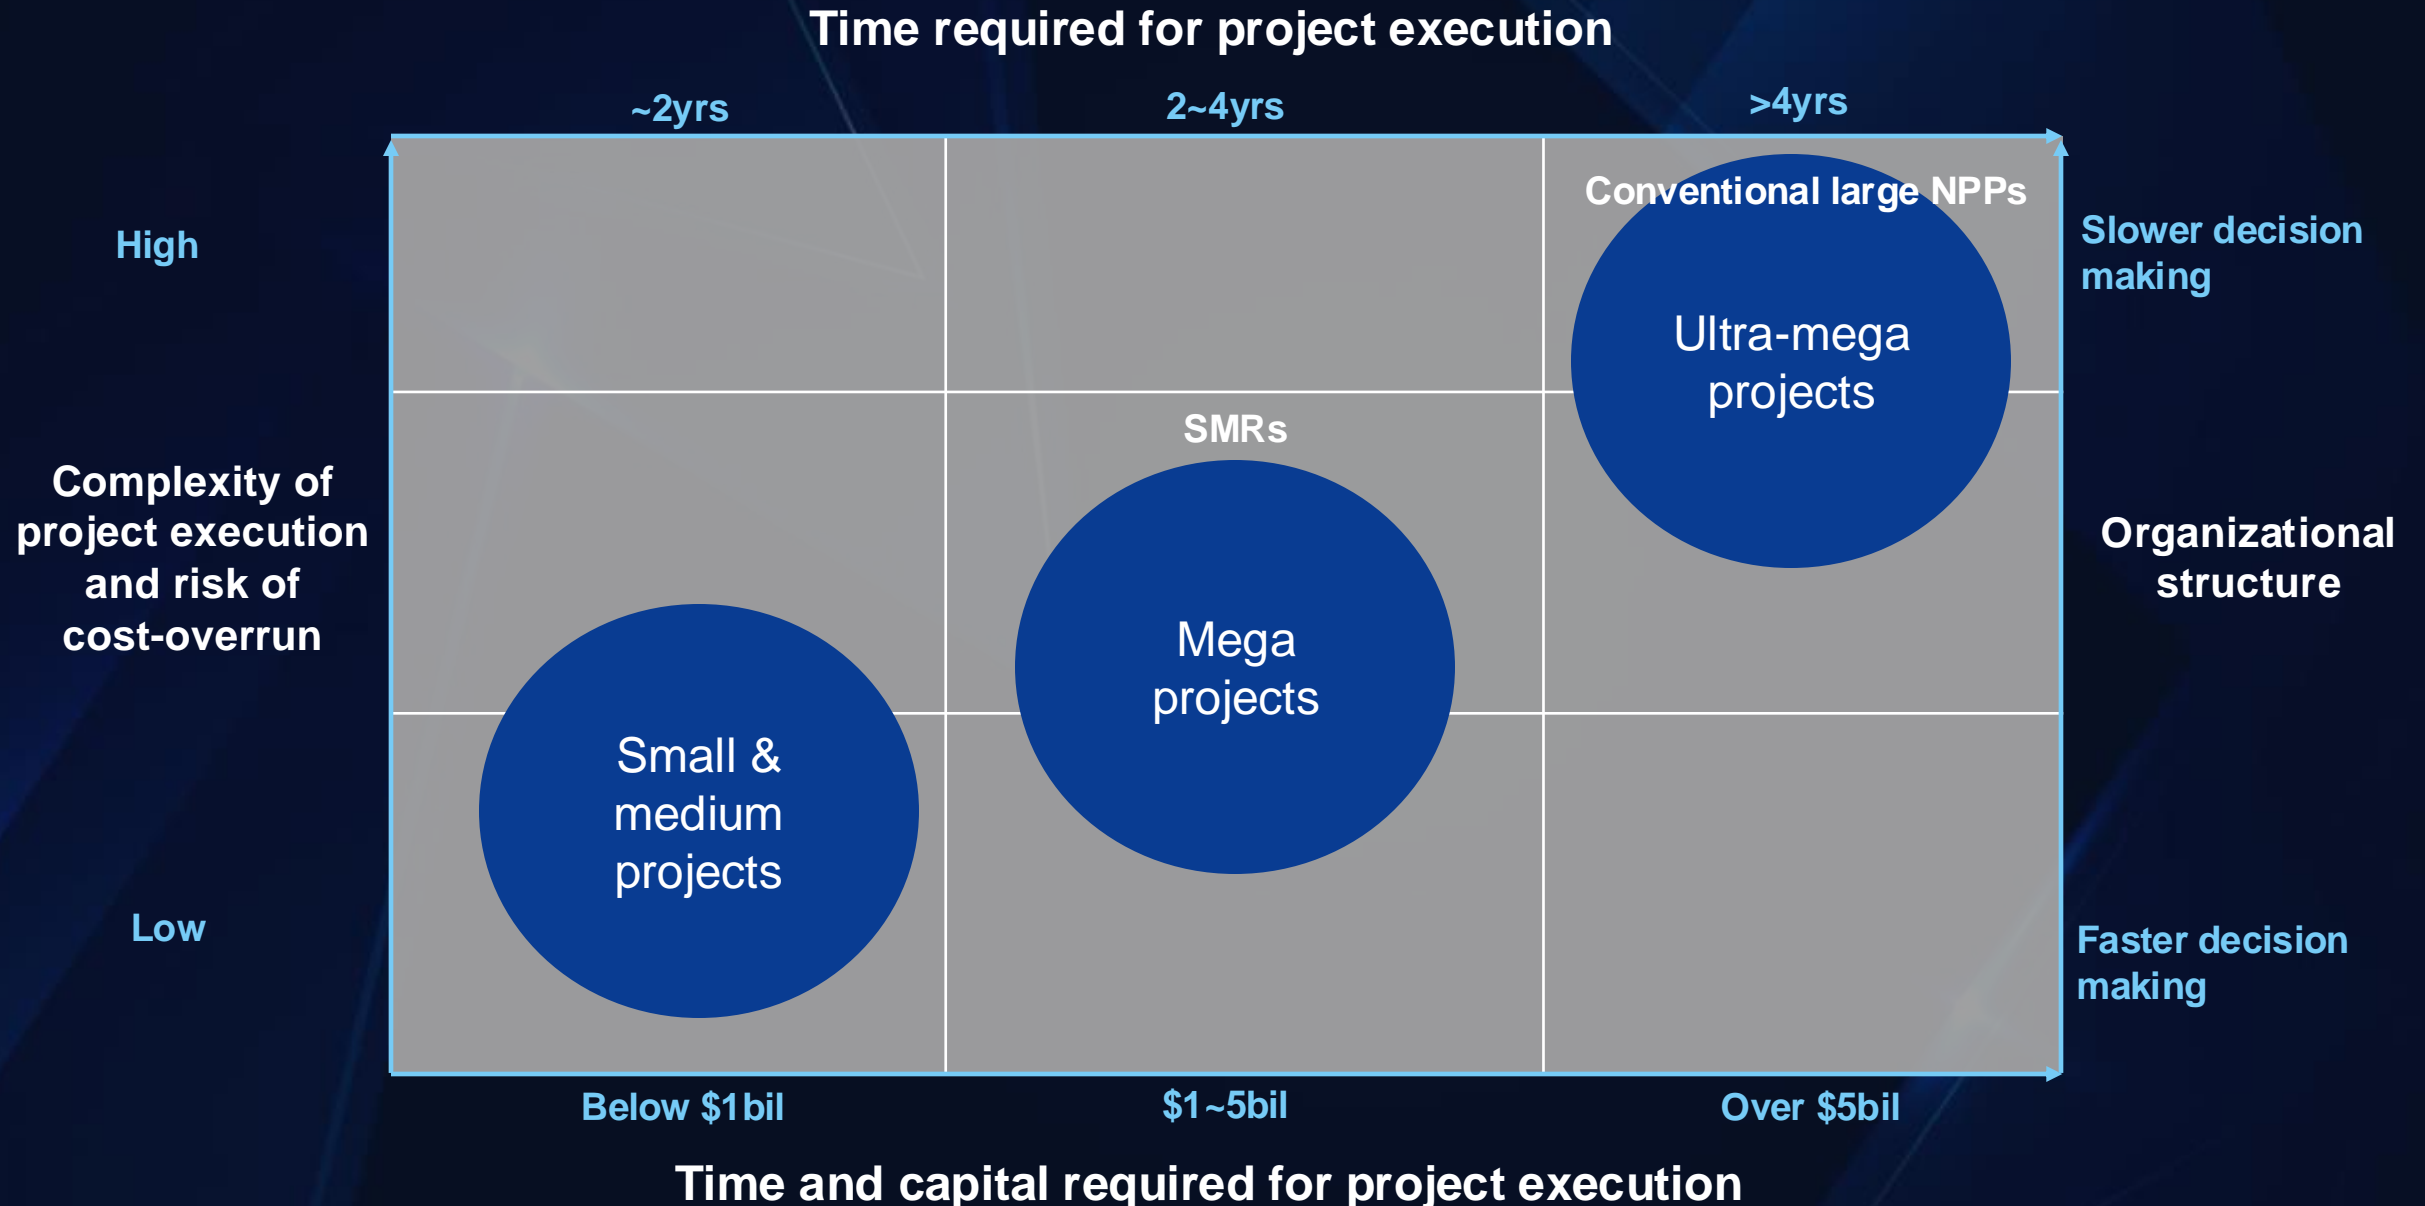 Time required for project execution
~2yrs
2~4yrs
>4yrs
Conventional large NPPs
High
Slower decision
making
Ultra-mega
projects
SMRs
Complexity of
project execution
and risk of
cost-overrun
Organizational
structure
Mega
projects
Small &
medium
projects
Low
Faster decision
making
Below $1bil
$1~5bil
Over $5bil
Time and capital required for project execution